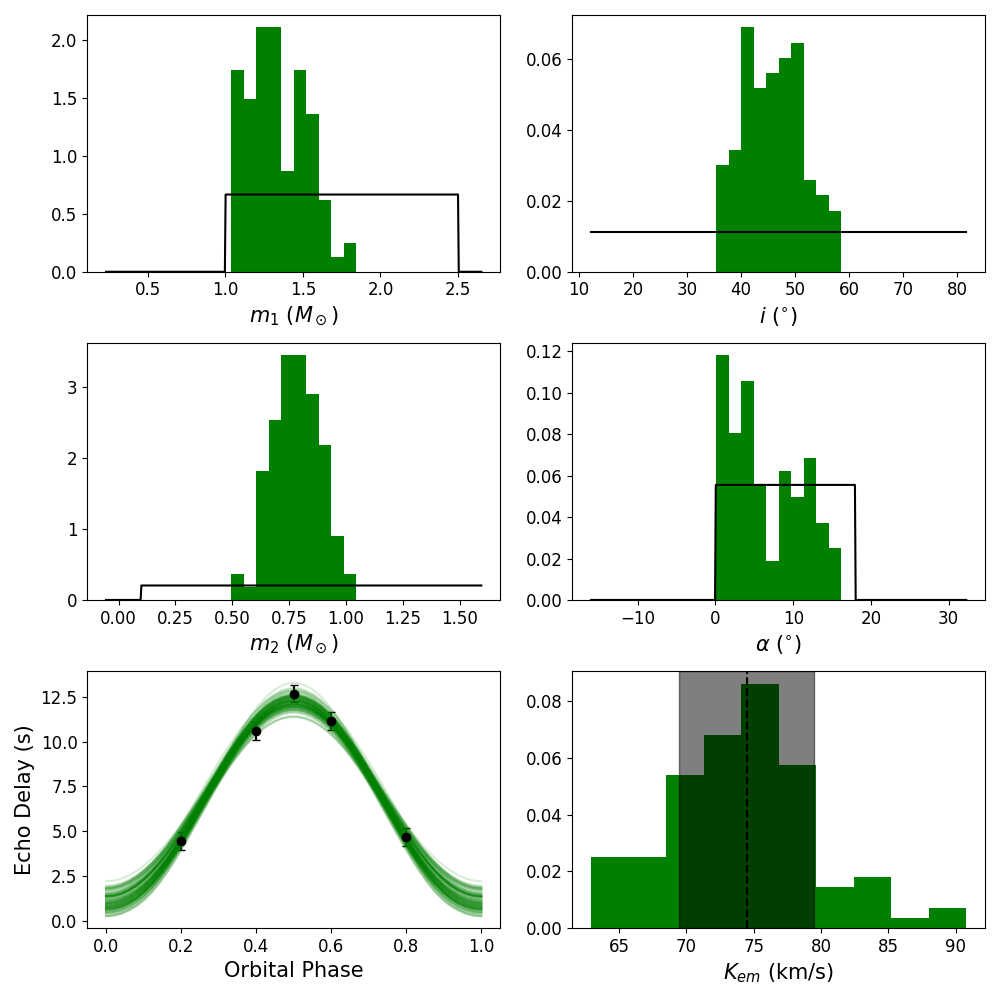 2.0
1.5
1.0
0.5
0.0
0.5 1.0 1.5 2.0 2.5
m₁ (M⊙)
0.06
0.04
0.02
0.00
10 20 30 40 50 60 70 80
i (°)
3
2
1
0
0.00 0.25 0.50 0.75 1.00 1.25 1.50
m₂ (M⊙)
0.12
0.10
0.08
0.06
0.04
0.02
0.00
−10 0 10 20 30
α (°)
12.5
10.0
7.5
5.0
2.5
0.0
Echo Delay (s)
0.0 0.2 0.4 0.6 0.8 1.0
Orbital Phase
0.08
0.06
0.04
0.02
0.00
65 70 75 80 85 90
K_em (km/s)